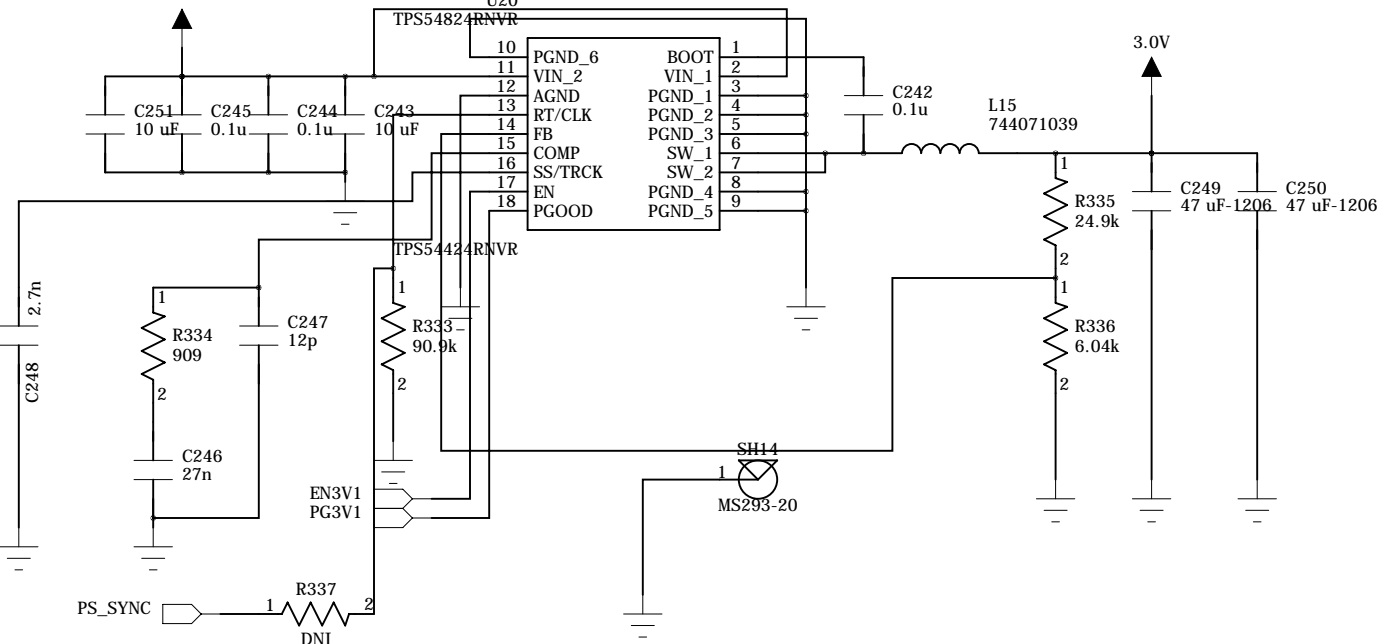 U20
TPS54824RNVR
10 PGND_6 BOOT 1
11 VIN_2 VIN_1 2
12 AGND PGND_1 3
13 RT/CLK PGND_2 4
14 FB PGND_3 5
15 COMP SW_1 6
16 SS/TRCK SW_2 7
17 EN PGND_4 8
18 PGOOD PGND_5 9
TPS54424RNVR
C251
10 uF
C245
0.1u
C244
0.1u
C243
10 uF
C242
0.1u
L15
744071039
3.0V
1
R335
24.9k
2
C249
47 uF-1206
C250
47 uF-1206
1
R336
6.04k
2
2.7n
C248
1
R334
909
2
C247
12p
1
R333
90.9k
2
C246
27n
EN3V1
PG3V1
SH14
1
MS293-20
PS_SYNC
1
R337
2
DNI